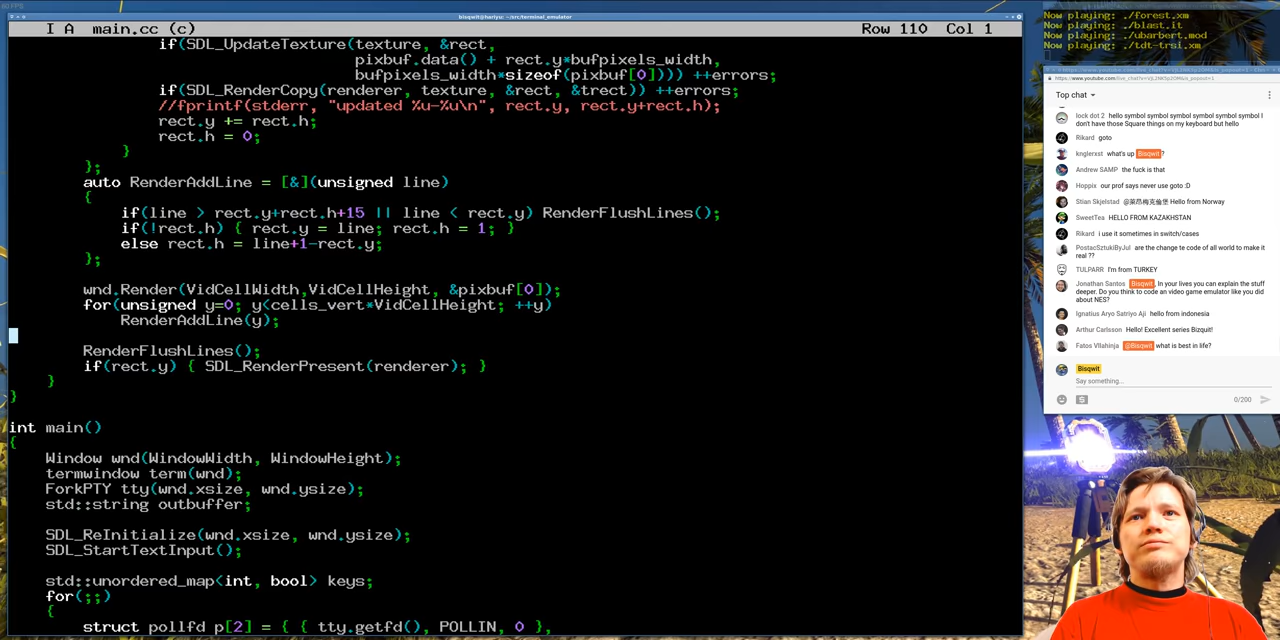 60 FPS
bisqwit@hariyu: ~/src/terminal_emulator
I A main.cc (c) Row 110 Col 1
if(SDL_UpdateTexture(texture, &rect,
pixbuf.data() + rect.y*bufpixels_width,
bufpixels_width*sizeof(pixbuf[0]))) ++errors;
if(SDL_RenderCopy(renderer, texture, &rect, &trect)) ++errors;
//fprintf(stderr, "updated %u-%u\n", rect.y, rect.y+rect.h);
rect.y += rect.h;
rect.h = 0;
}
};
auto RenderAddLine = [&](unsigned line)
{
if(line > rect.y+rect.h+15 || line < rect.y) RenderFlushLines();
if(!rect.h) { rect.y = line; rect.h = 1; }
else rect.h = line+1-rect.y;
};
wnd.Render(VidCellWidth,VidCellHeight, &pixbuf[0]);
for(unsigned y=0; y<cells_vert*VidCellHeight; ++y)
RenderAddLine(y);
RenderFlushLines();
if(rect.y) { SDL_RenderPresent(renderer); }
}
}
int main()
{
Window wnd(WindowWidth, WindowHeight);
termwindow term(wnd);
ForkPTY tty(wnd.xsize, wnd.ysize);
std::string outbuffer;
SDL_ReInitialize(wnd.xsize, wnd.ysize);
SDL_StartTextInput();
std::unordered_map<int, bool> keys;
for(;;)
{
struct pollfd p[2] = { { tty.getfd(), POLLIN, 0 },
Now playing: ./forest.xm
Now playing: ./blast.it
Now playing: ./ubarbert.mod
Now playing: ./tdt-trsi.xm
Top chat
lock dot 2 hello symbol symbol symbol symbol symbol symbol I
don't have those Square things on my keyboard but hello
Rikard goto
knglerxst what's up Bisqwit?
Andrew SAMP the fuck is that
Hoppix our prof says never use goto :D
Stian Skjelstad @萊昂梅克倫堡 Hello from Norway
SweetTea HELLO FROM KAZAKHSTAN
Rikard i use it sometimes in switch/cases
PostacSztukiByJul are the change te code of all world to make it
real ??
TULPARR I'm from TURKEY
Jonathan Santos Bisqwit, In your lives you can explain the stuff
deeper. Do you think to code an video game emulator like you did
about NES?
Ignatius Aryo Satriyo Aji hello from indonesia
Arthur Carlsson Hello! Excellent series Bizquit!
Fatos Vllahinja @Bisqwit what is best in life?
Bisqwit
Say something...
0/200